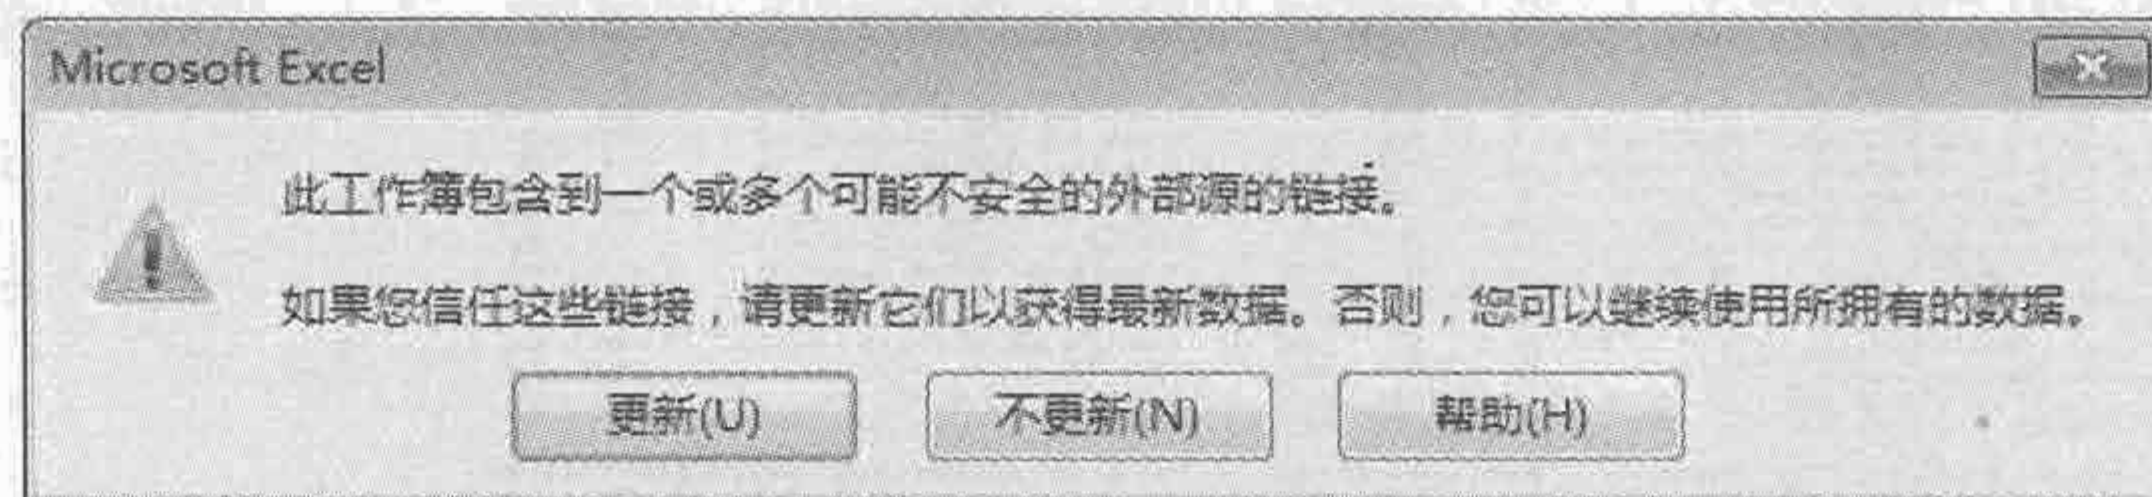 Microsoft Excel
此工作簿包含到一个或多个可能不安全的外部源的链接。
如果您信任这些链接，请更新它们以获得最新数据。否则，您可以继续使用所拥有的数据。
更新(U) 不更新(N) 帮助(H)